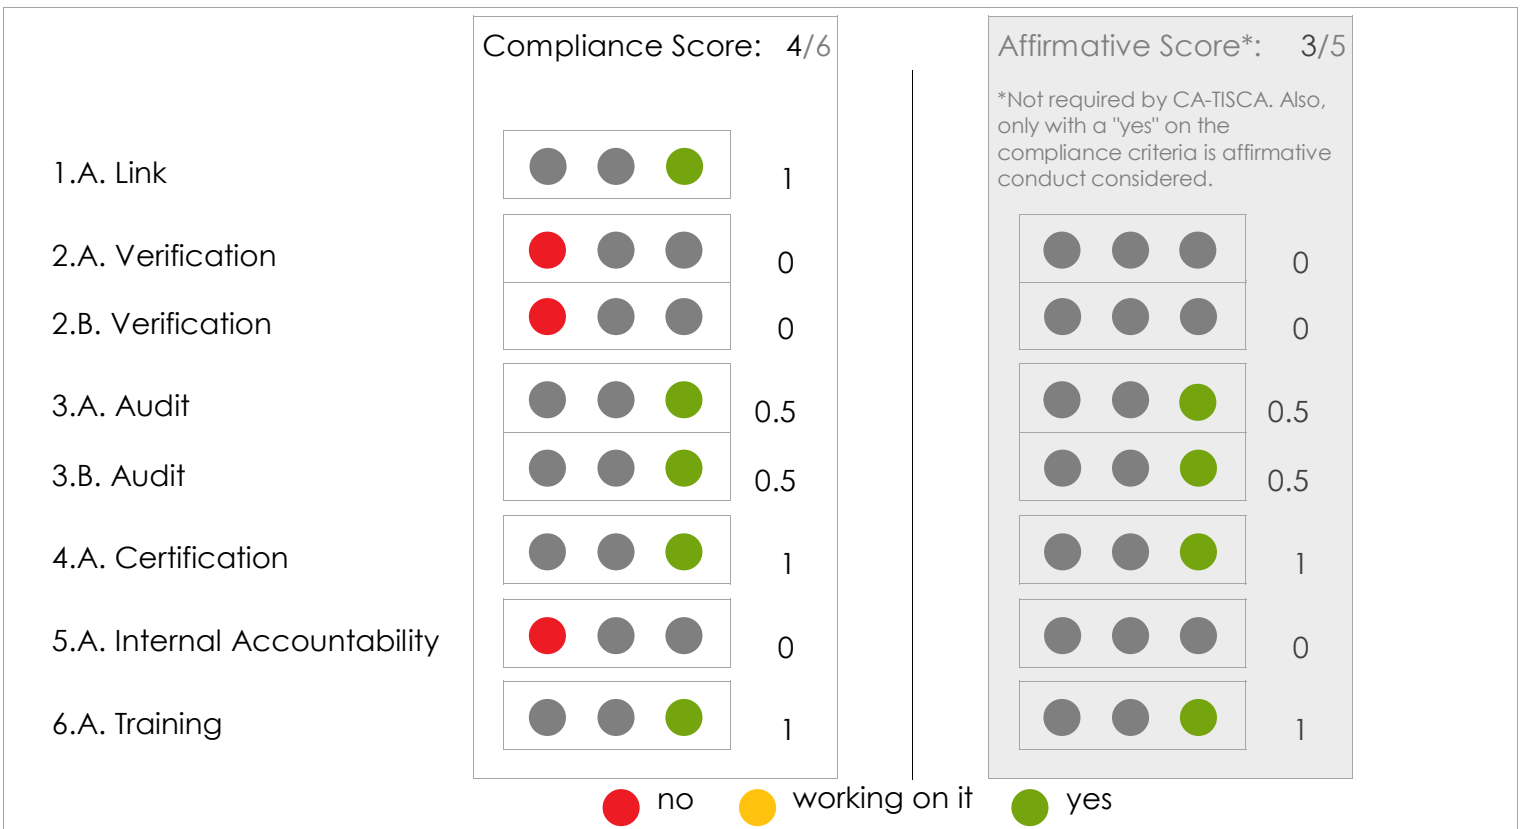 Compliance Score: 4/6
Affirmative Score*: 3/5
*Not required by CA-TISCA. Also,
only with a "yes" on the
compliance criteria is affirmative
conduct considered.
1.A. Link 1
2.A. Verification 0 0
2.B. Verification 0 0
3.A. Audit 0.5 0.5
3.B. Audit 0.5 0.5
4.A. Certification 1 1
5.A. Internal Accountability 0 0
6.A. Training 1 1
no working on it yes